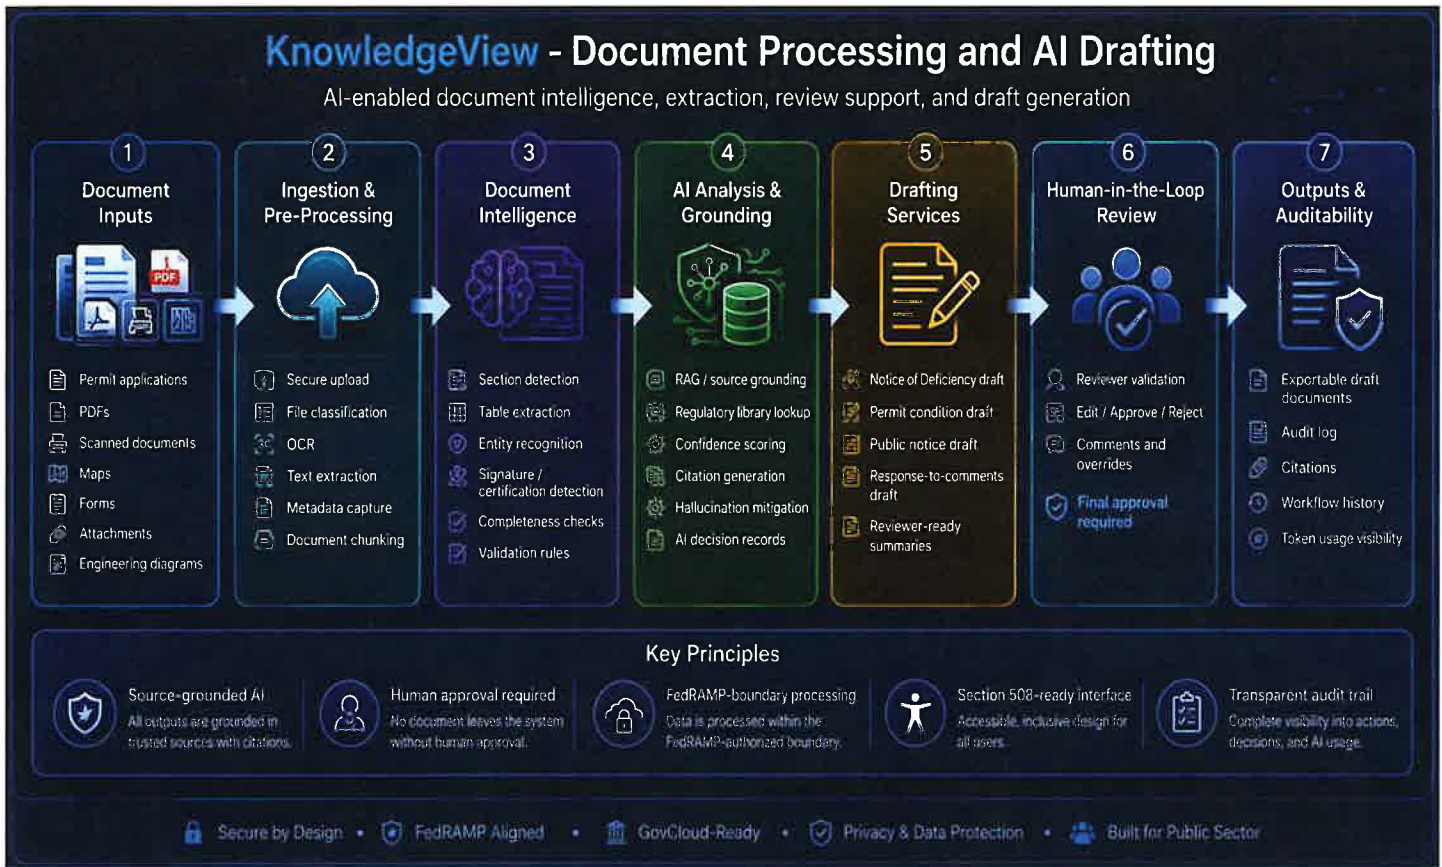 KnowledgeView - Document Processing and AI Drafting
AI-enabled document intelligence, extraction, review support, and draft generation
1
Document
Inputs
PDF
Permit applications
PDFs
Scanned documents
Maps
Forms
Attachments
Engineering diagrams
2
Ingestion &
Pre-Processing
Secure upload
File classification
OCR
Text extraction
Metadata capture
Document chunking
3
Document
Intelligence
Section detection
Table extraction
Entity recognition
Signature /
certification detection
Completeness checks
Validation rules
4
AI Analysis &
Grounding
RAG / source grounding
Regulatory library lookup
Confidence scoring
Citation generation
Hallucination mitigation
AI decision records
5
Drafting
Services
Notice of Deficiency draft
Permit condition draft
Public notice draft
Response-to-comments
draft
Reviewer-ready
summaries
6
Human-in-the-Loop
Review
Reviewer validation
Edit / Approve / Reject
Comments and
overrides
Final approval
required
7
Outputs &
Auditability
Exportable draft
documents
Audit log
Citations
Workflow history
Token usage visibility
Key Principles
Source-grounded AI
All outputs are grounded in
trusted sources with citations.
Human approval required
No document leaves the system
without human approval.
FedRAMP-boundary processing
Data is processed within the
FedRAMP-authorized boundary.
Section 508-ready interface
Accessible, inclusive design for
all users.
Transparent audit trail
Complete visibility into actions,
decisions, and AI usage.
Secure by Design • FedRAMP Aligned • GovCloud-Ready • Privacy & Data Protection • Built for Public Sector